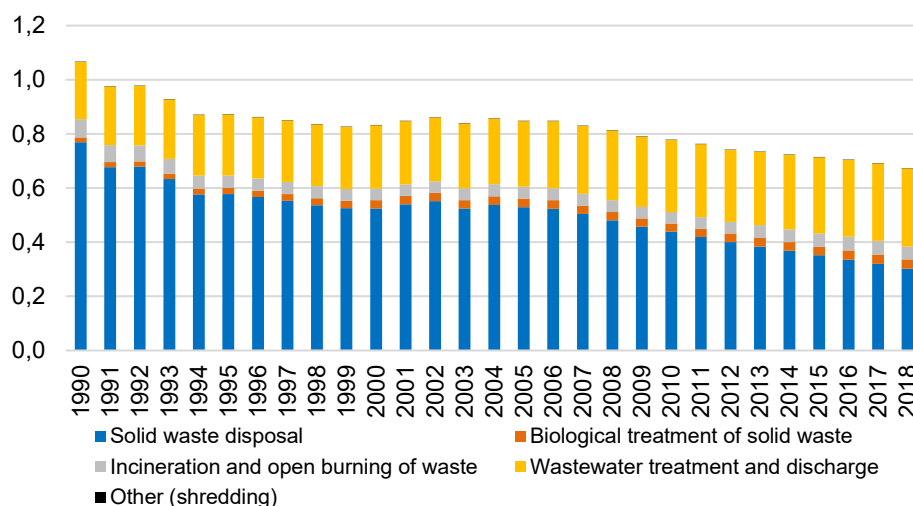 1,2
1,0
0,8
0,6
0,4
0,2
0,0
1990 1991 1992 1993 1994 1995 1996 1997 1998 1999 2000 2001 2002 2003 2004 2005 2006 2007 2008 2009 2010 2011 2012 2013 2014 2015 2016 2017 2018
Solid waste disposal Biological treatment of solid waste
Incineration and open burning of waste Wastewater treatment and discharge
Other (shredding)